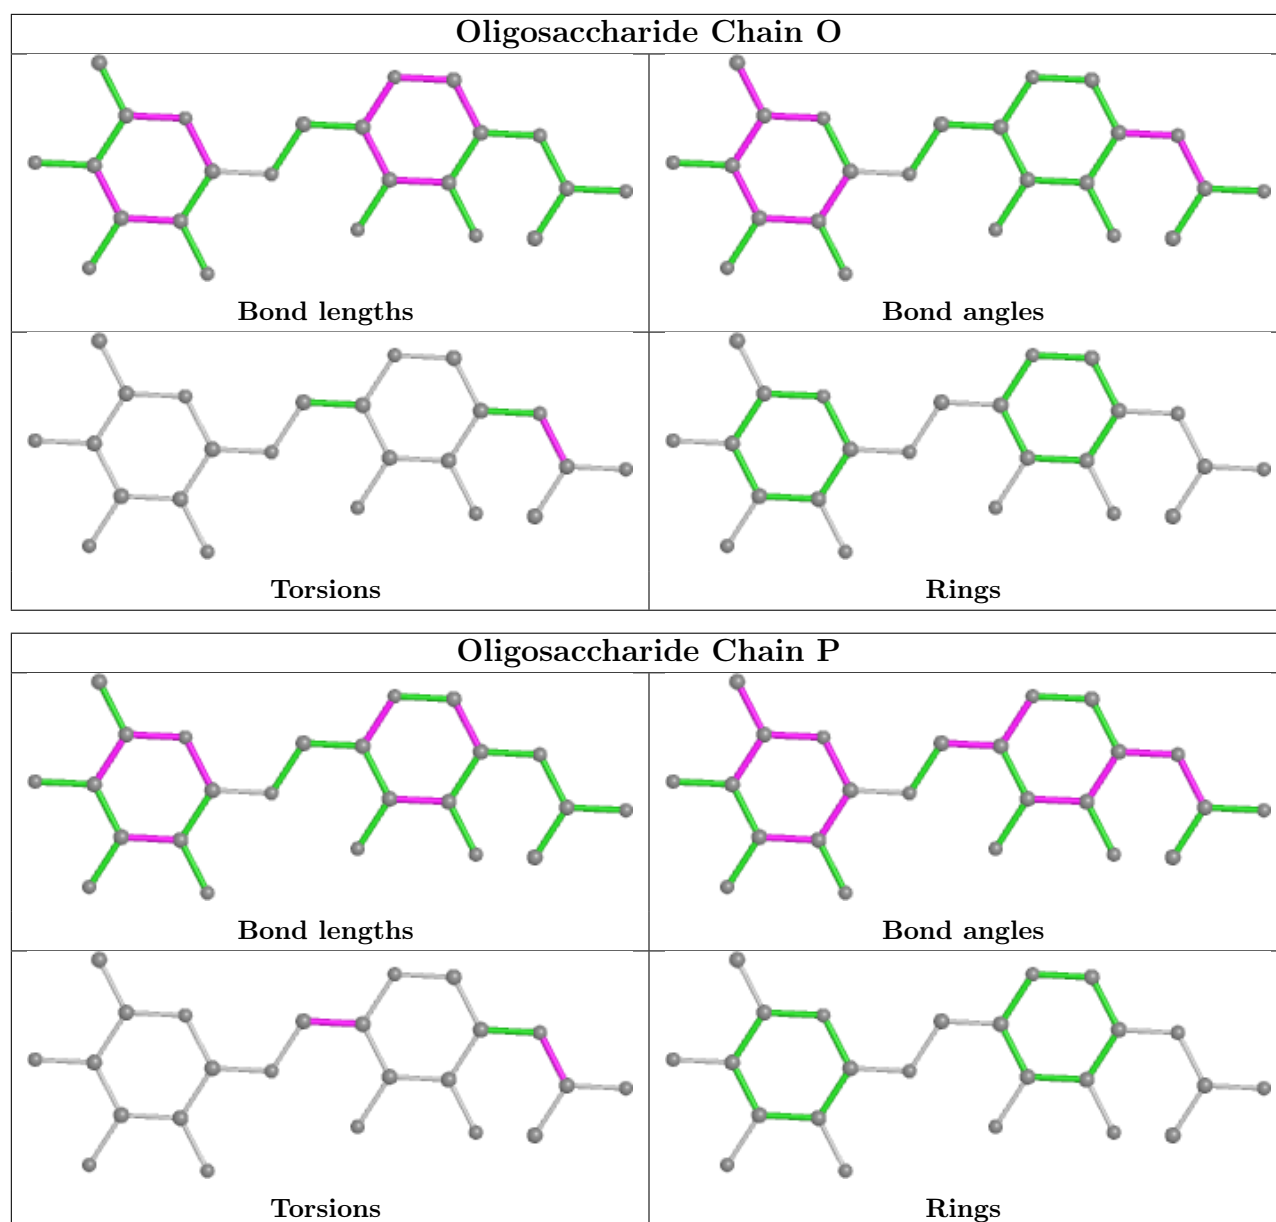 Oligosaccharide Chain O
Bond lengths
Bond angles
Torsions
Rings
Oligosaccharide Chain P
Bond lengths
Bond angles
Torsions
Rings